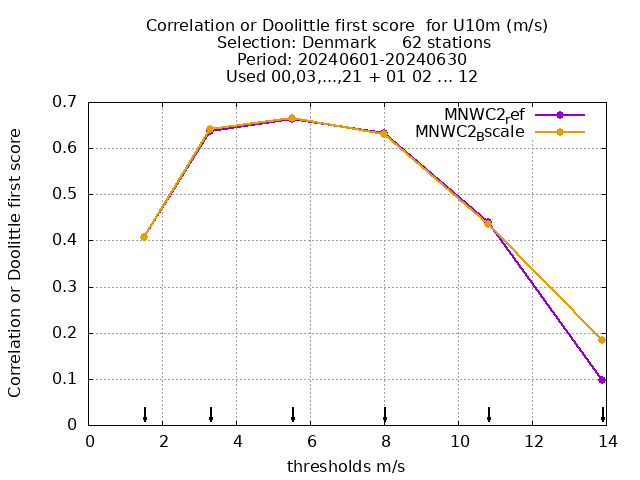 Correlation or Doolittle first score  for U10m (m/s)
Selection: Denmark     62 stations
Period: 20240601-20240630
Used 00,03,...,21 + 01 02 ... 12
Correlation or Doolittle first score
0.7
0.6
0.5
0.4
0.3
0.2
0.1
0
MNWC2ref
MNWC2Bscale
0 2 4 6 8 10 12 14
thresholds m/s